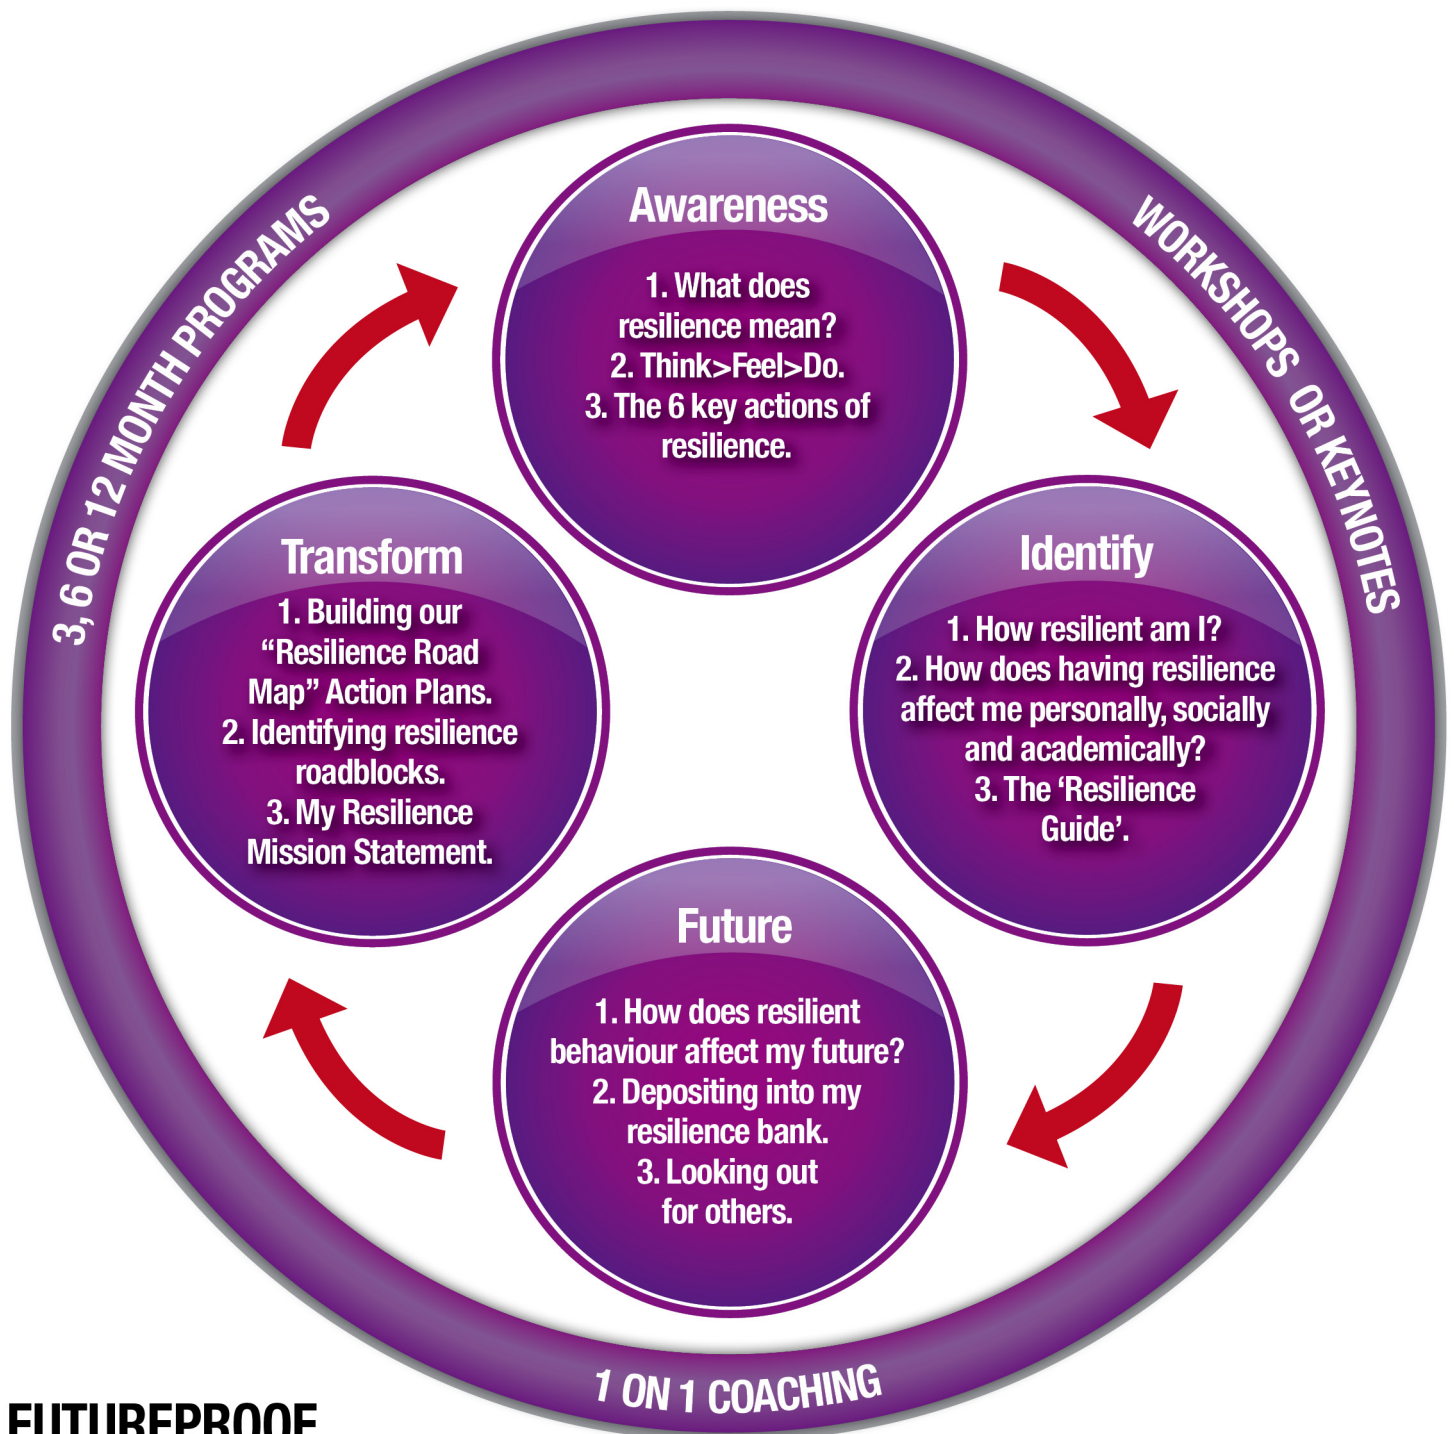 3, 6 OR 12 MONTH PROGRAMS
WORKSHOPS OR KEYNOTES
Awareness
1. What does
resilience mean?
2. Think>Feel>Do.
3. The 6 key actions of
resilience.
Identify
1. How resilient am I?
2. How does having resilience
affect me personally, socially
and academically?
3. The ‘Resilience
Guide’.
Future
1. How does resilient
behaviour affect my future?
2. Depositing into my
resilience bank.
3. Looking out
for others.
Transform
1. Building our
“Resilience Road
Map” Action Plans.
2. Identifying resilience
roadblocks.
3. My Resilience
Mission Statement.
1 ON 1 COACHING
FUTUREPROOF